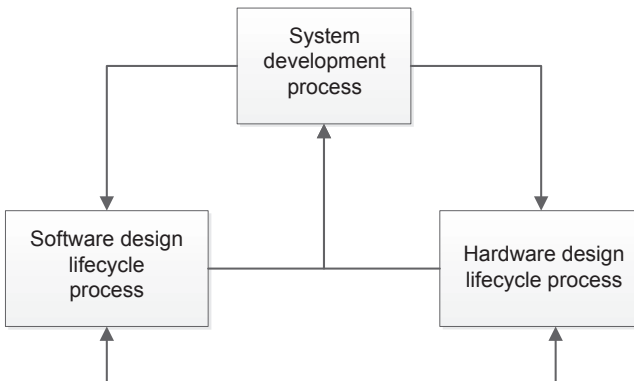 System
development
process
Software design
lifecycle
process
Hardware design
lifecycle process